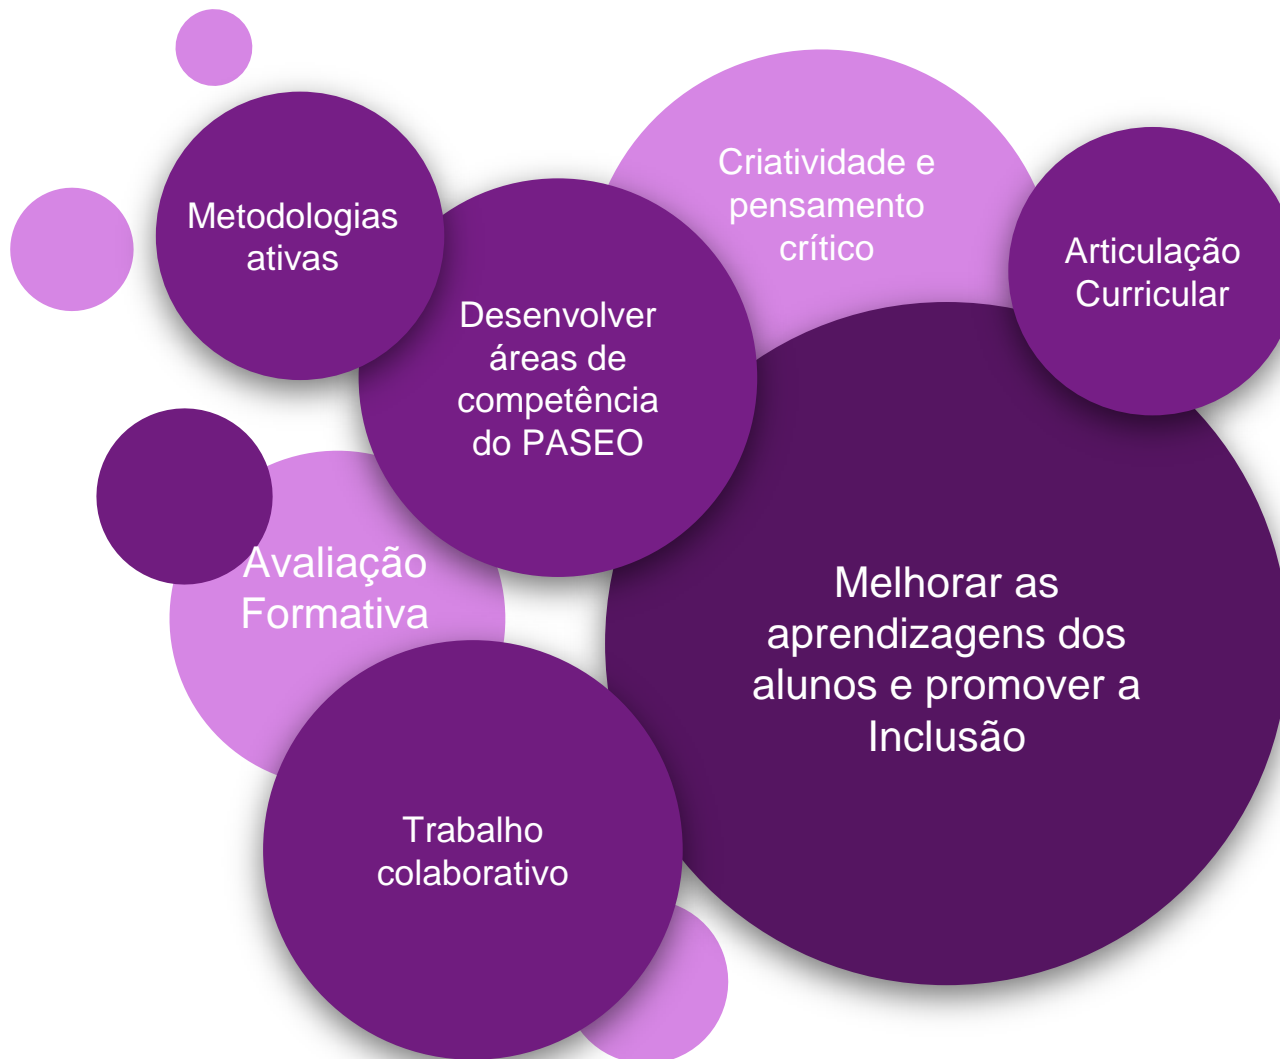 Metodologias
ativas
Desenvolver
áreas de
competência
do PASEO
Criatividade e
pensamento
crítico
Articulação
Curricular
Avaliação
Formativa
Melhorar as
aprendizagens dos
alunos e promover a
Inclusão
Trabalho
colaborativo